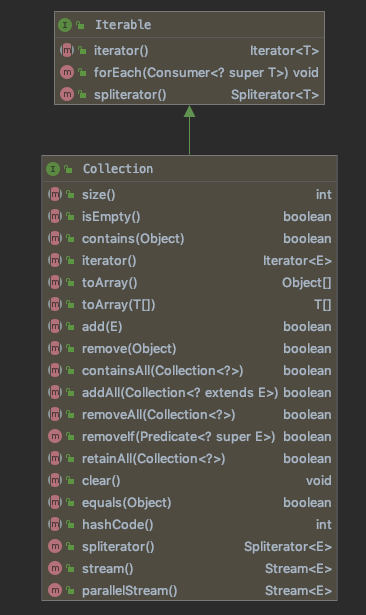 Iterable
iterator() Iterator<T>
forEach(Consumer<? super T>) void
spliterator() Spliterator<T>
Collection
size() int
isEmpty() boolean
contains(Object) boolean
iterator() Iterator<E>
toArray() Object[]
toArray(T[]) T[]
add(E) boolean
remove(Object) boolean
containsAll(Collection<?>) boolean
addAll(Collection<? extends E>) boolean
removeAll(Collection<?>) boolean
removeIf(Predicate<? super E>) boolean
retainAll(Collection<?>) boolean
clear() void
equals(Object) boolean
hashCode() int
spliterator() Spliterator<E>
stream() Stream<E>
parallelStream() Stream<E>